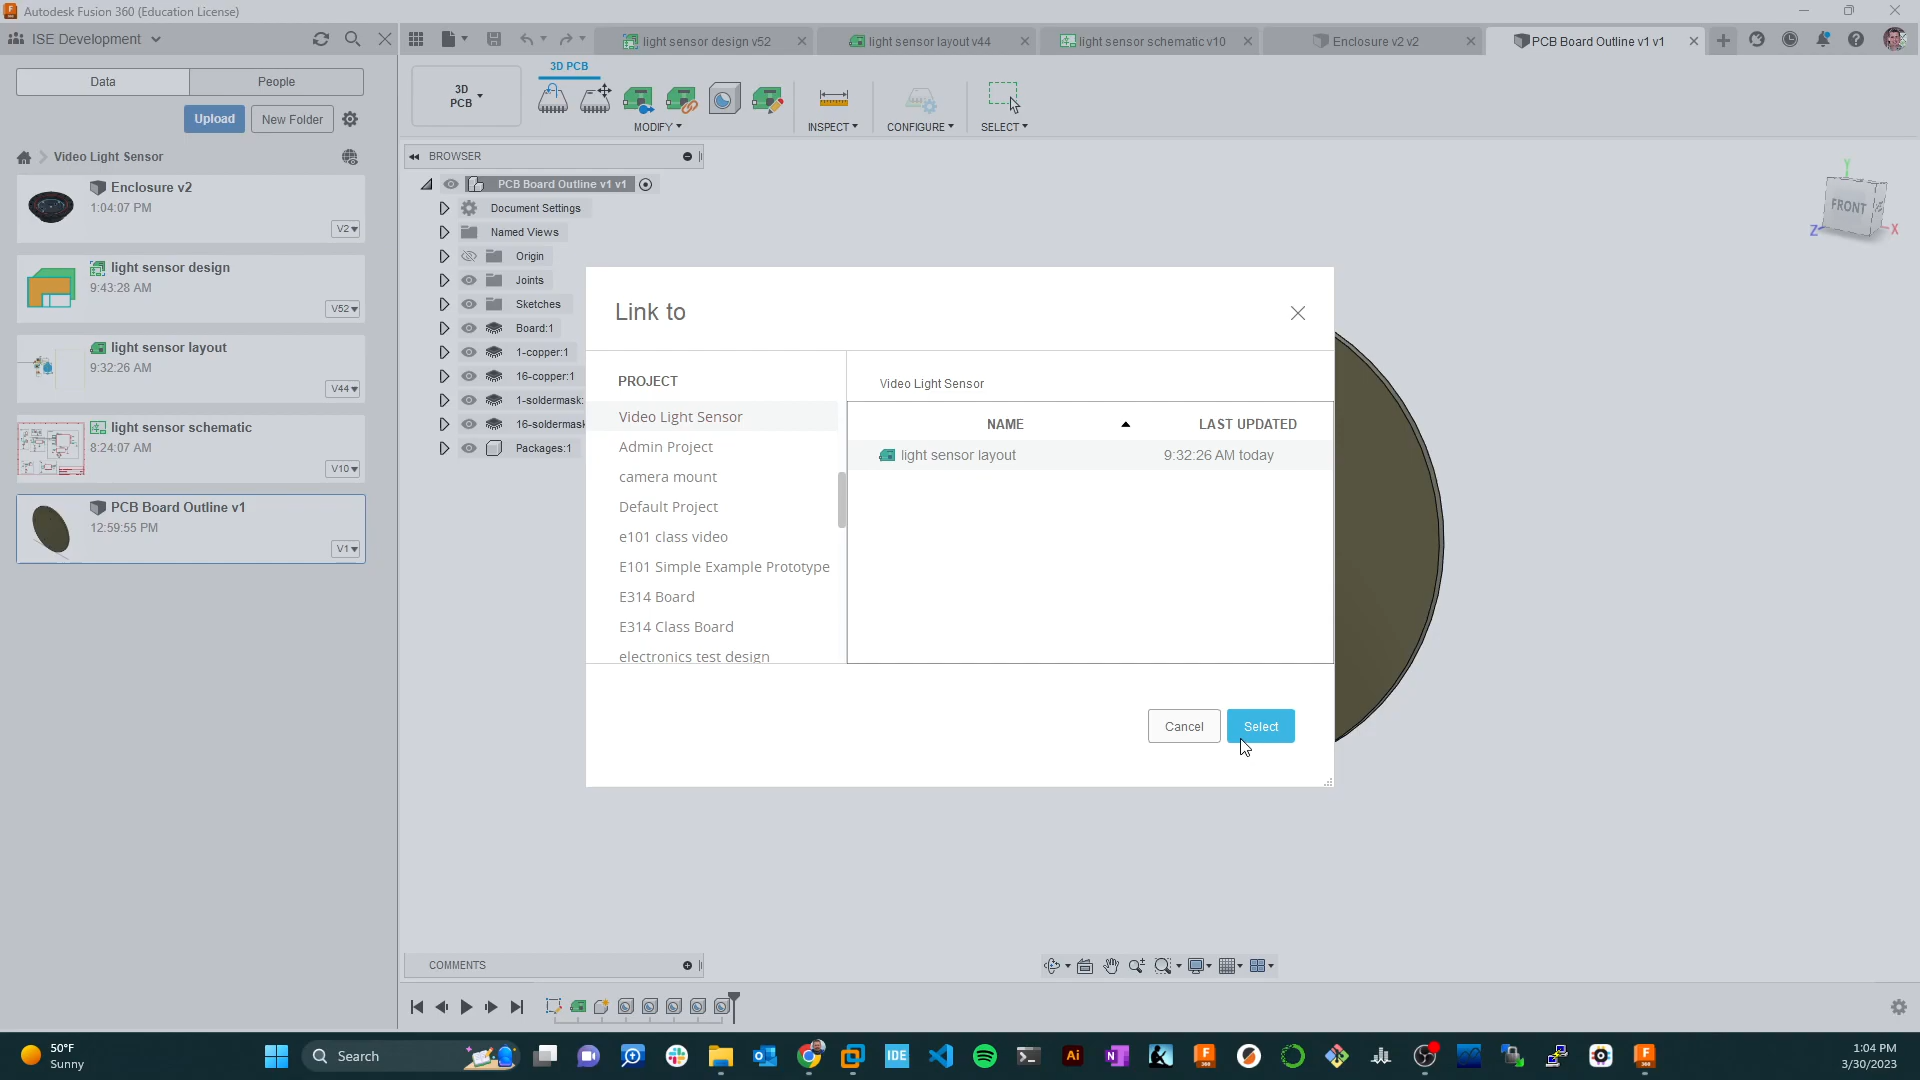 Autodesk Fusion 360 (Education License)
ISE Development
light sensor design v52
light sensor layout v44
light sensor schematic v10
Enclosure v2 v2
PCB Board Outline v1 v1
Data
People
Upload
New Folder
Video Light Sensor
Enclosure v2
1:04:07 PM
V2
light sensor design
9:43:28 AM
V52
light sensor layout
9:32:26 AM
V44
light sensor schematic
8:24:07 AM
V10
PCB Board Outline v1
12:59:55 PM
V1
3D PCB
3D
PCB
MODIFY
INSPECT
CONFIGURE
SELECT
BROWSER
PCB Board Outline v1 v1
Document Settings
Named Views
Origin
Joints
Sketches
Board:1
1-copper:1
16-copper:1
1-soldermask:
16-soldermask
Packages:1
FRONT
Y
Z
X
Link to
PROJECT
Video Light Sensor
Admin Project
camera mount
Default Project
e101 class video
E101 Simple Example Prototype
E314 Board
E314 Class Board
electronics test design
Video Light Sensor
NAME
LAST UPDATED
light sensor layout
9:32:26 AM today
Cancel
Select
COMMENTS
50°F
Sunny
Search
IDE
Ai
N
1:04 PM
3/30/2023